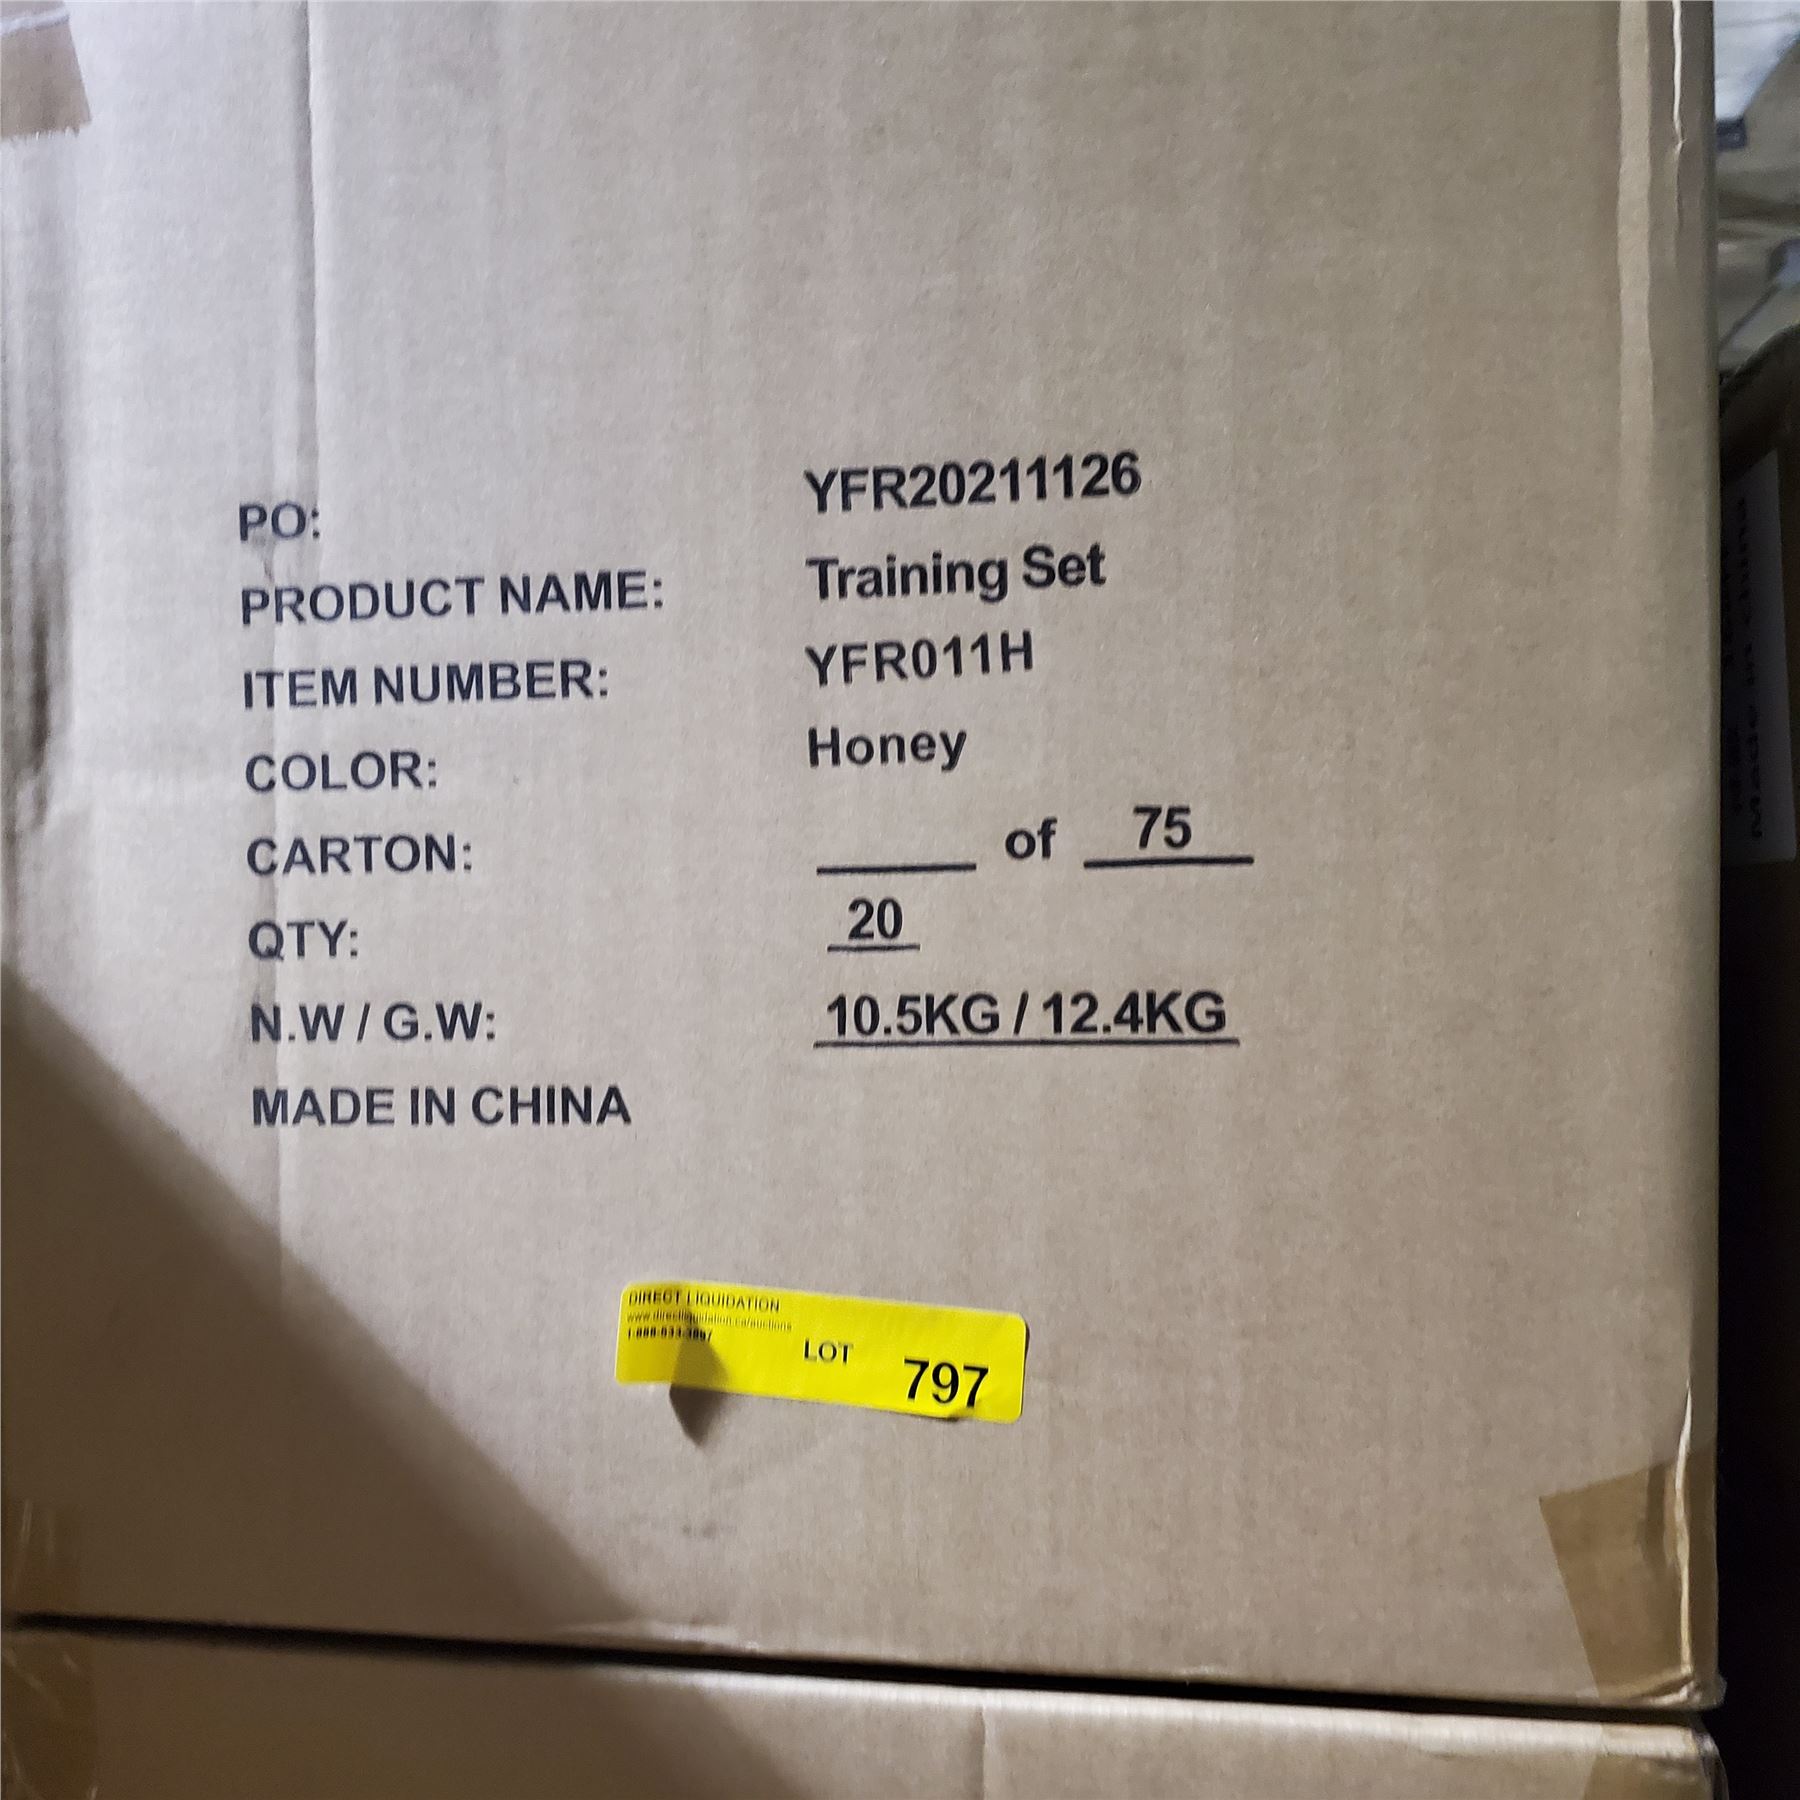 PO: YFR20211126
PRODUCT NAME: Training Set
ITEM NUMBER: YFR011H
COLOR: Honey
CARTON: ____ of 75
QTY: 20
N.W / G.W: 10.5KG / 12.4KG
MADE IN CHINA
DIRECT LIQUIDATION
LOT 797